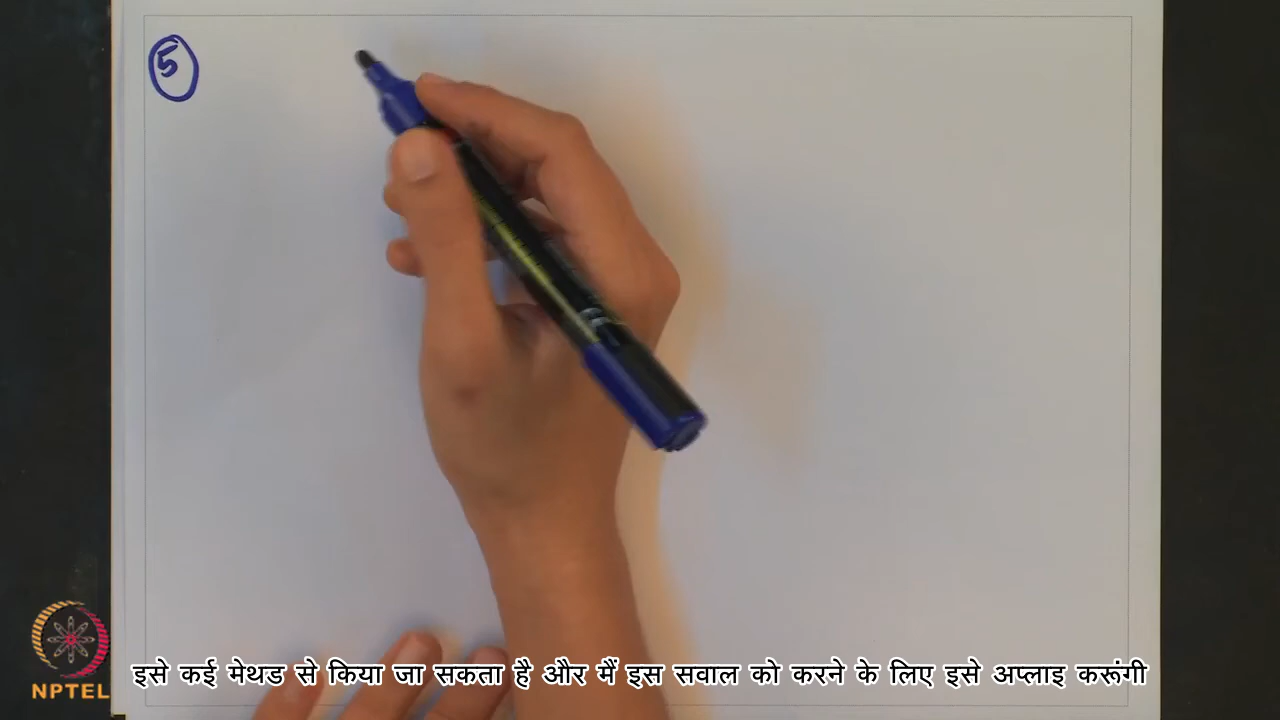 5
NPTEL
इसे कई मेथड से किया जा सकता है और मैं इस सवाल को करने के लिए इसे अप्लाइ करूंगी